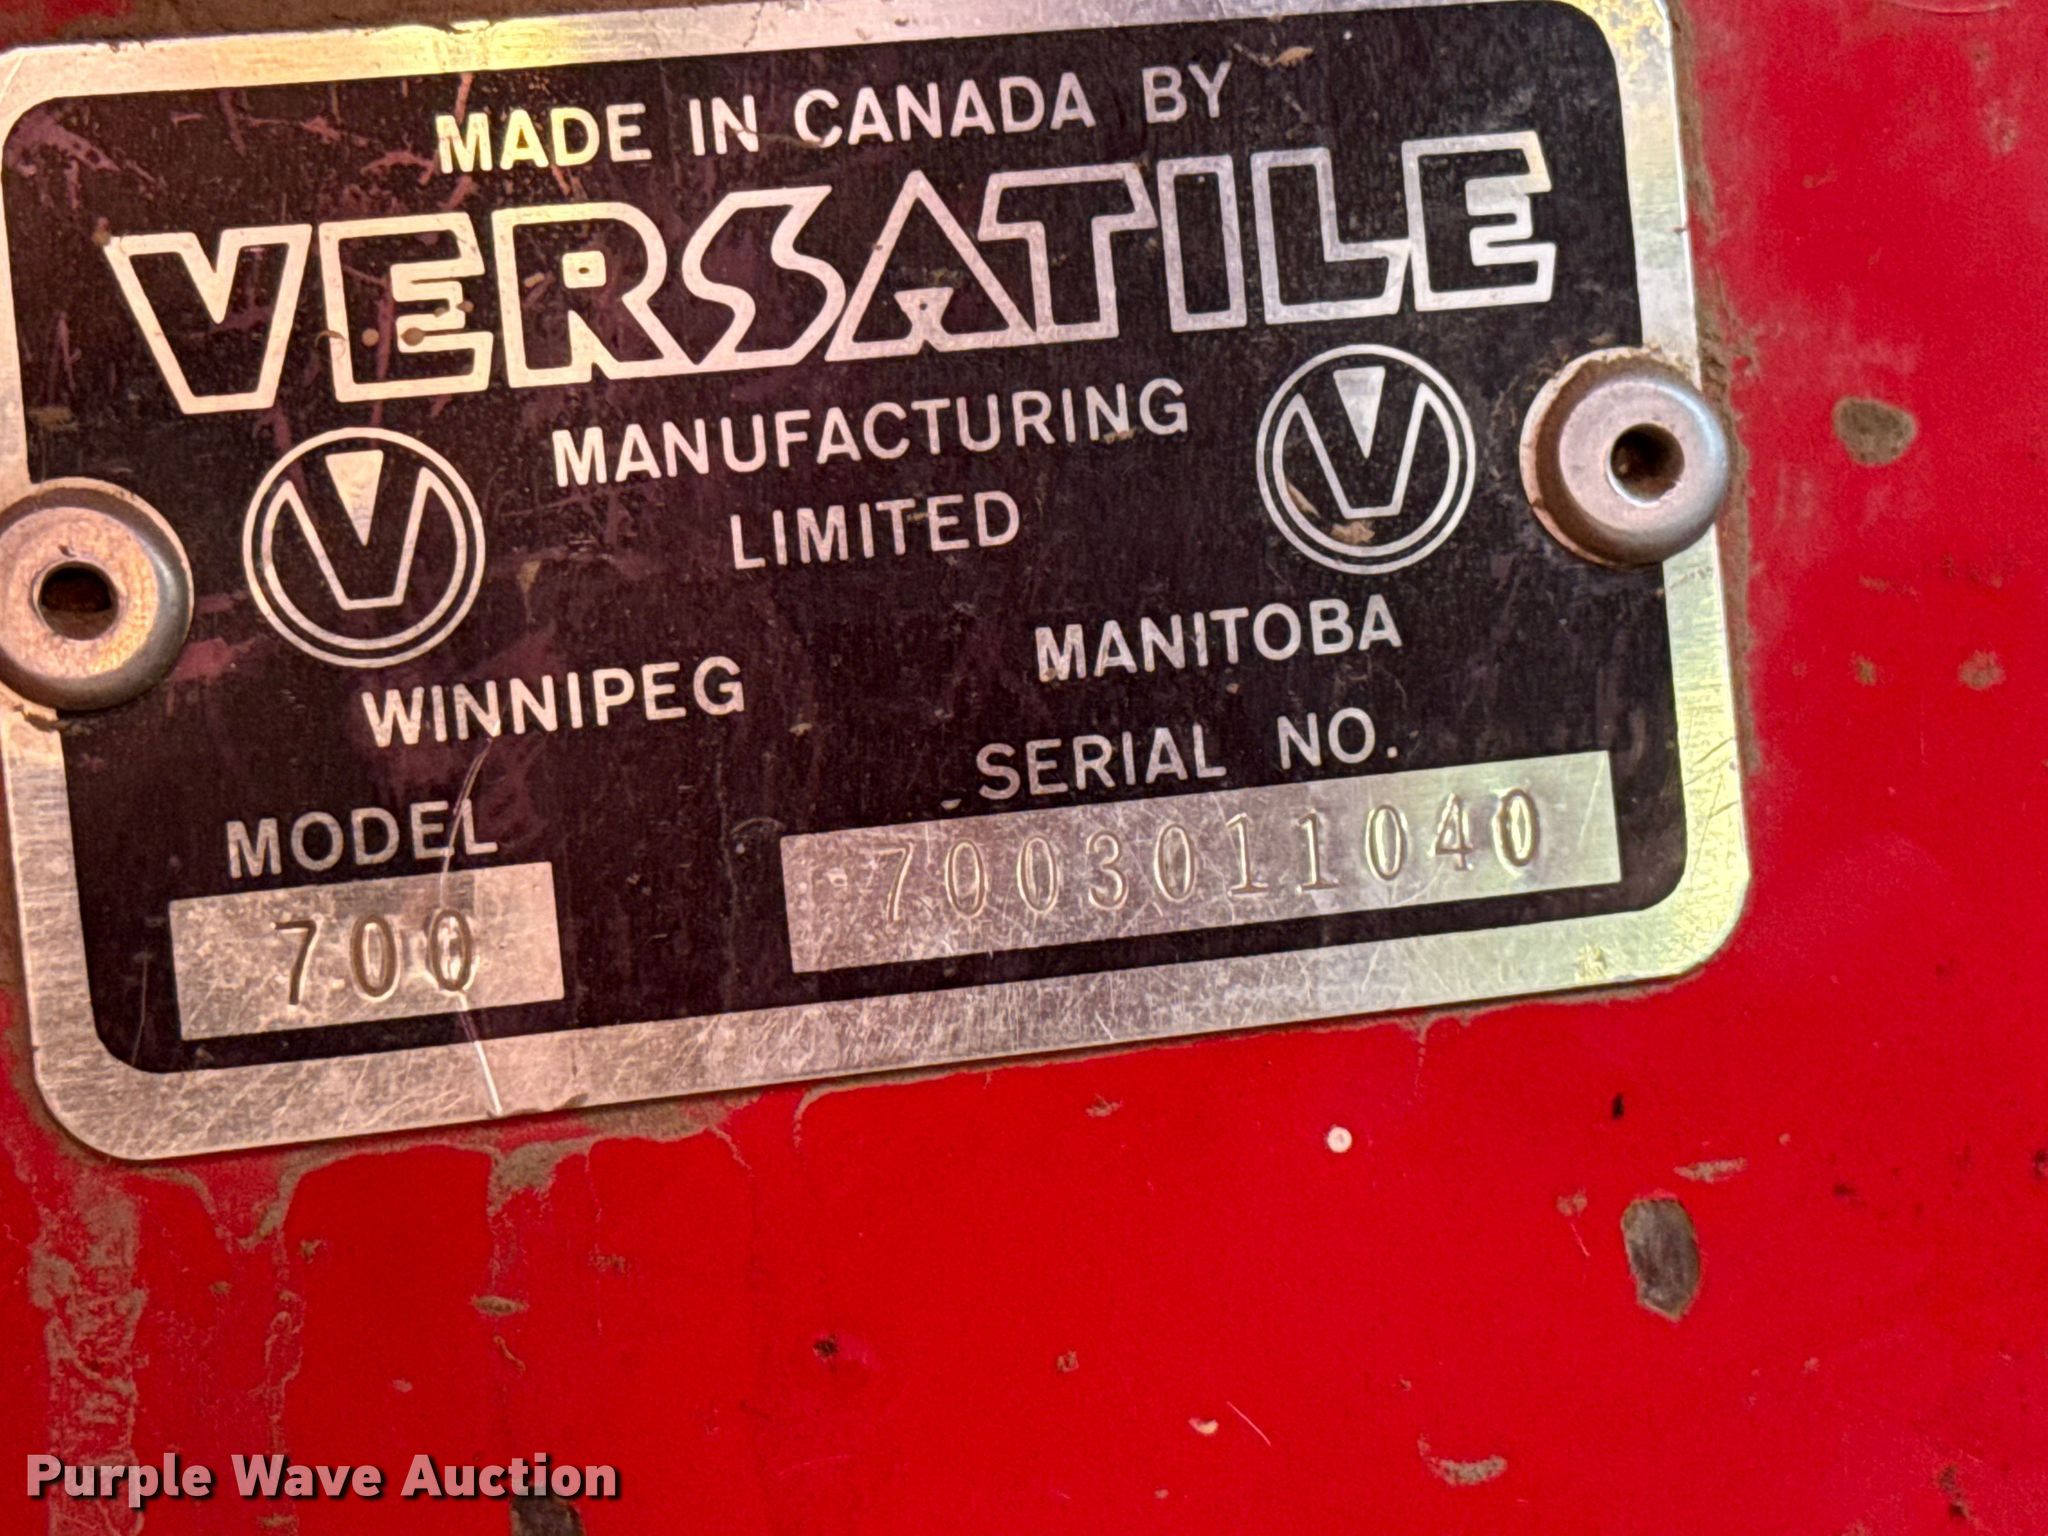 MADE IN CANADA BY
VERSATILE
MANUFACTURING
LIMITED
WINNIPEG MANITOBA
MODEL SERIAL NO.
700 7003011040
Purple Wave Auction